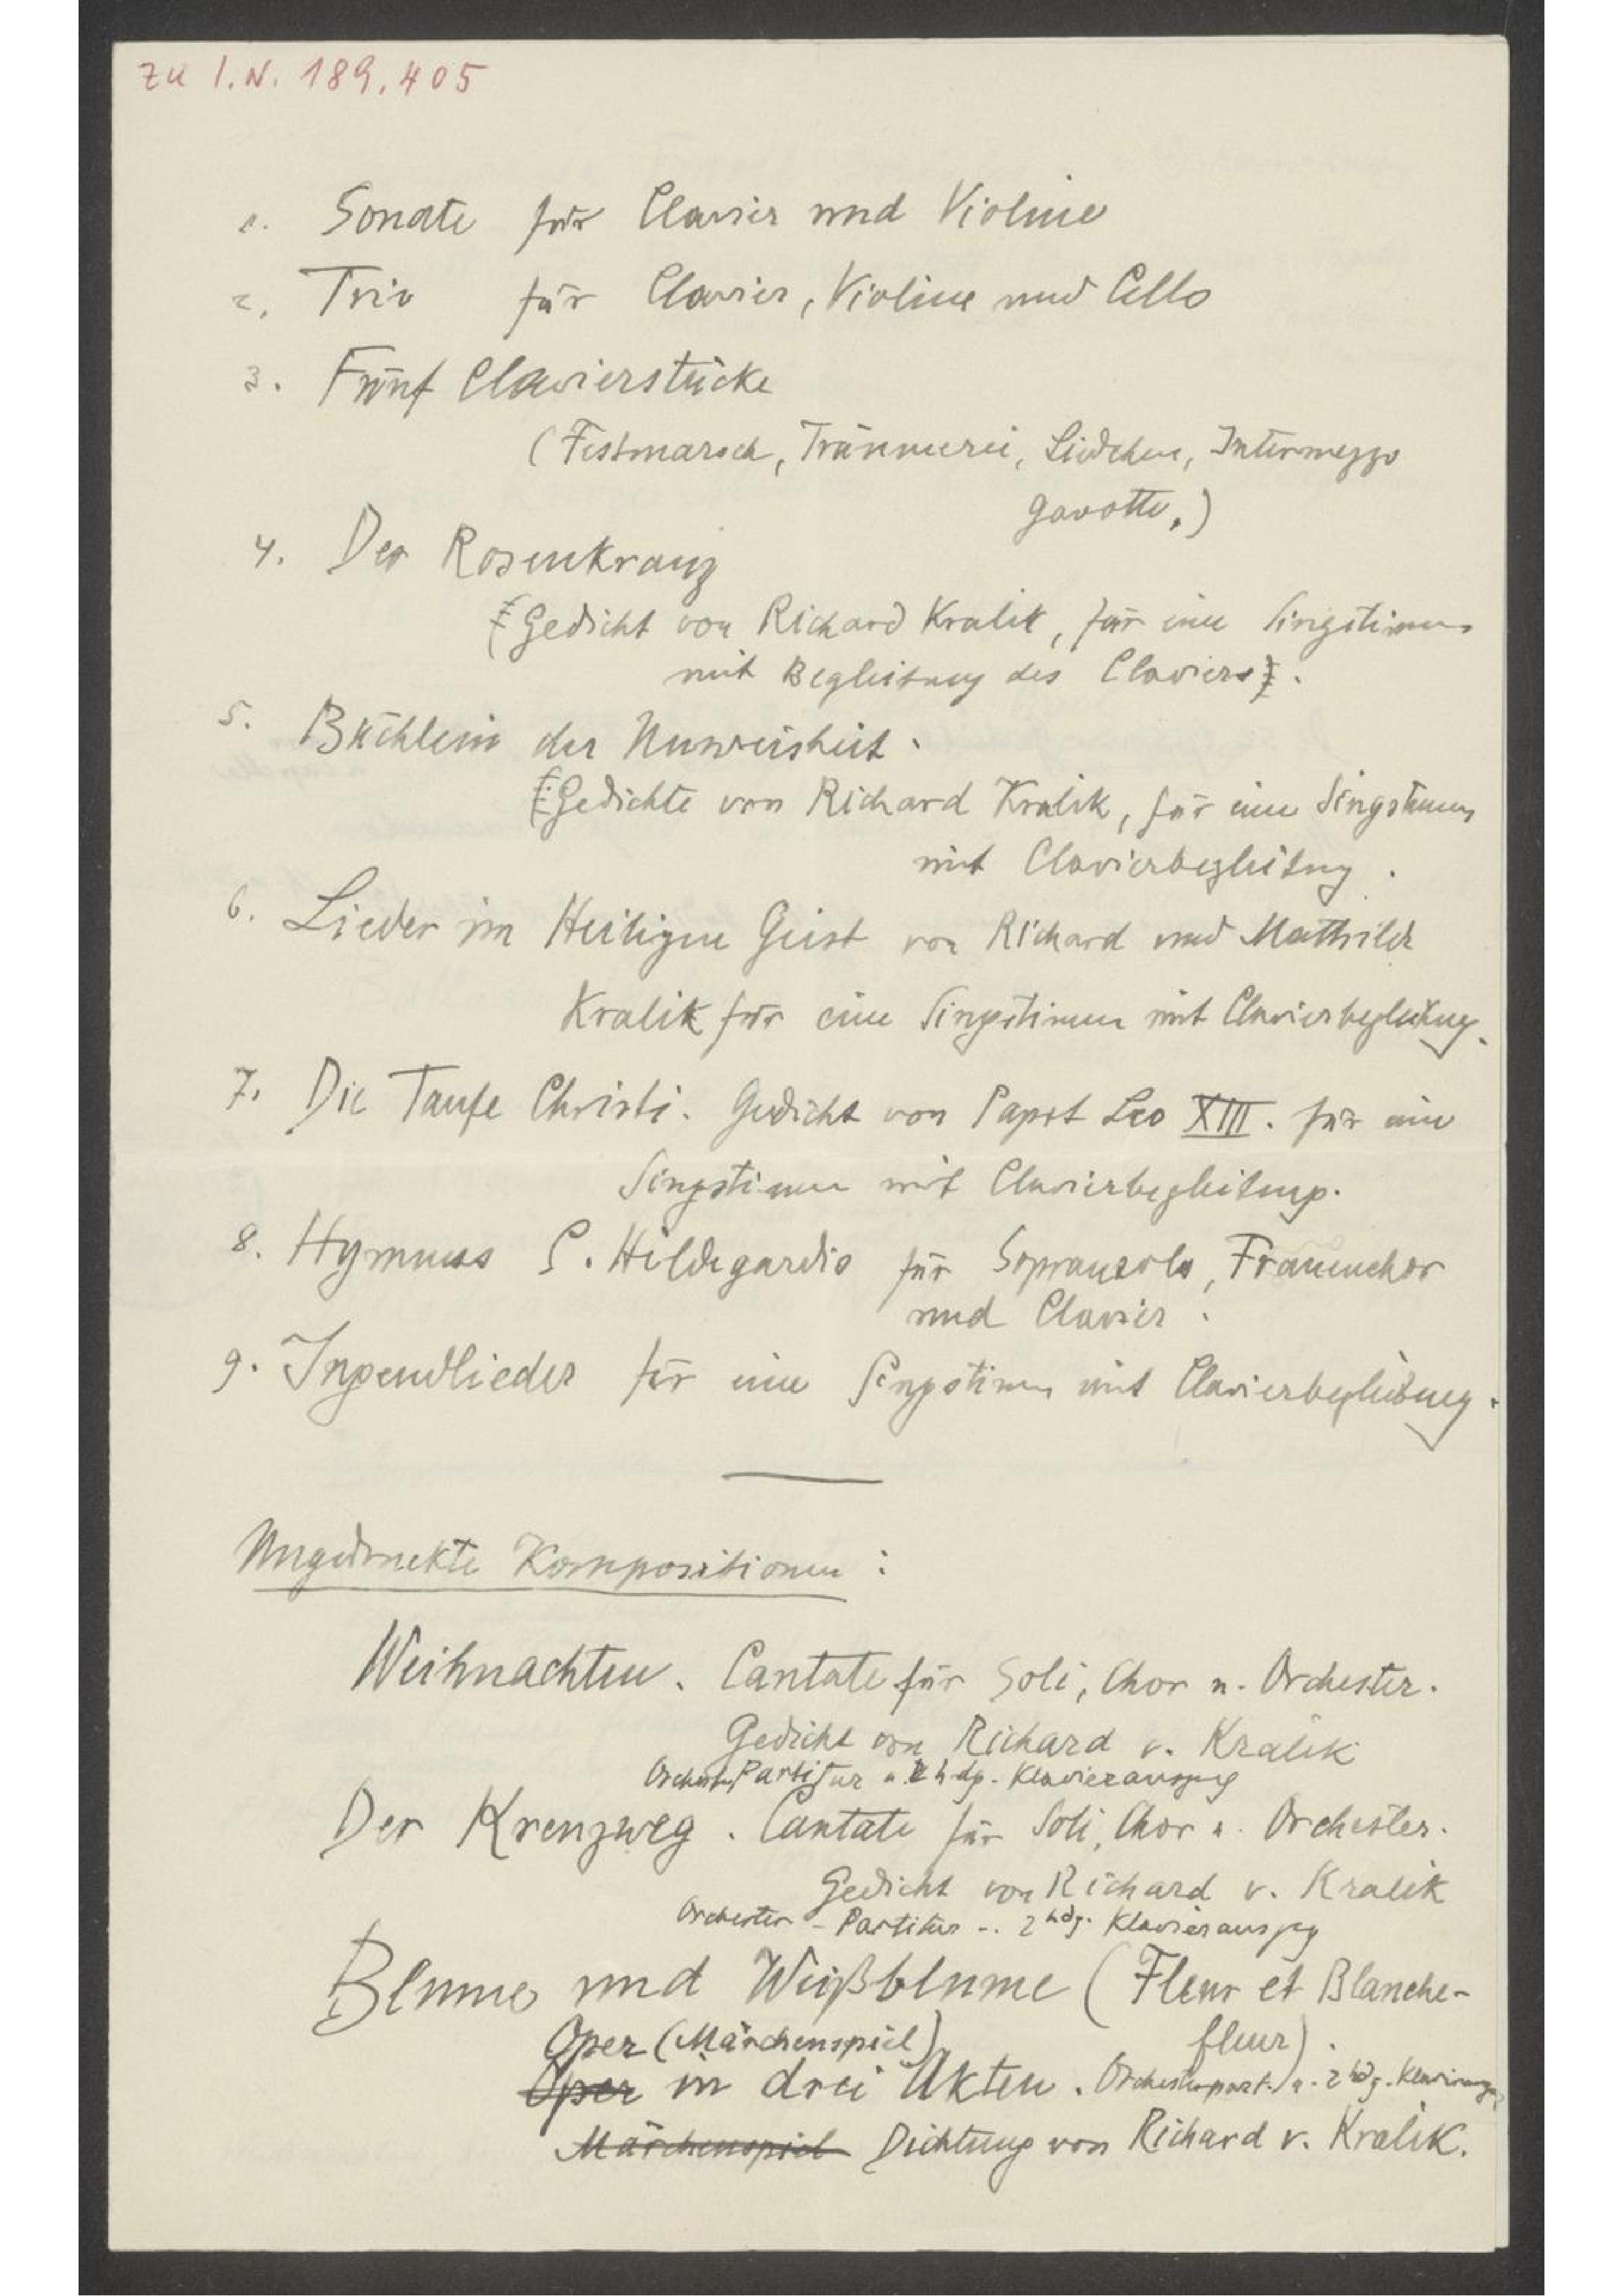 zu I.N. 189.405
1. Sonate für Clavier und Violine
2. Trio für Clavier, Violine und Cello
3. Fünf Clavierstücke
(Festmarsch, Träumerei, Liedchen, Intermezzo
Gavotte.)
4. Der Rosenkranz
(Gedicht von Richard Kralik, für eine Singstimme
mit Begleitung des Claviers).
5. Büchlein der Unweisheit.
(Gedichte von Richard Kralik, für eine Singstimme
mit Clavierbegleitung.
6. Lieder im Heiligen Geist von Richard und Mathilde
Kralik für eine Singstimme mit Clavierbegleitung.
7. Die Taufe Christi. Gedicht von Papst Leo XIII. für eine
Singstimme mit Clavierbegleitung.
8. Hymnus S. Hildegardis für Sopransolo, Frauenchor
und Clavier.
9. Jugendlieder für eine Singstimme mit Clavierbegleitung.
Ungedruckte Kompositionen:
Weihnachten. Cantate für Soli, Chor u. Orchester.
Gedicht von Richard v. Kralik
Orchest. Partitur u. 2 hdg. Klavierauszug
Der Kreuzweg. Cantate für Soli, Chor u. Orchester.
Gedicht von Richard v. Kralik
Orchester-Partitur u. 2 hdg. Klavierauszug
Blume und Weißblume (Fleur et Blanche-
fleur).
Oper (Märchenspiel)
Oper in drei Akten. Orchesterpart. u. 2 hdg. Klavierauszug
Märchenspiel Dichtung von Richard v. Kralik.